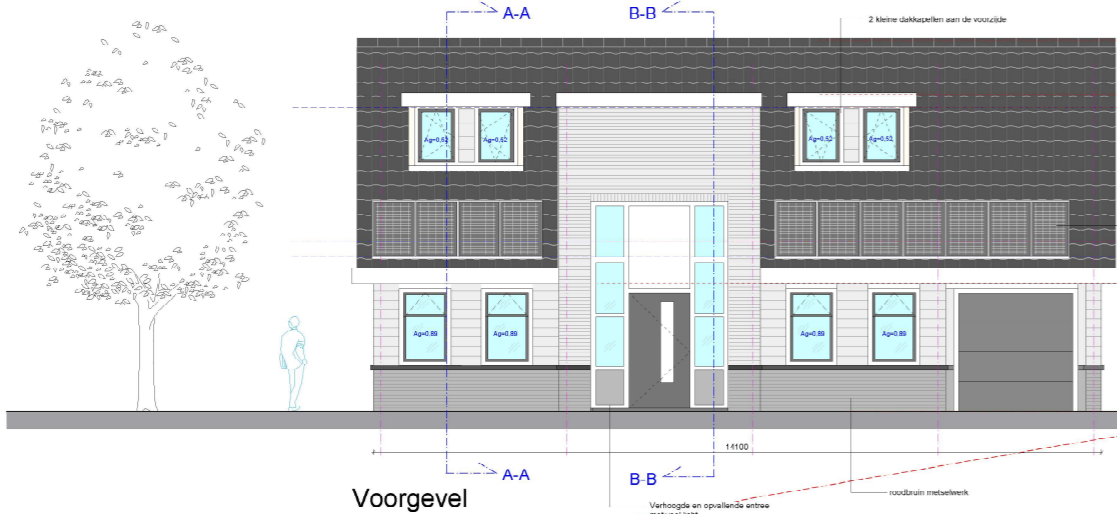 A-A
B-B
2 kleine dakkapellen aan de voorzijde
Ag=0,52
Ag=0,52
Ag=0,52
Ag=0,52
Ag=0.89
Ag=0.89
Ag=0.89
Ag=0.89
14100
A-A
B-B
Voorgevel
roodbruin metselwerk
Verhoogde en opvallende entree